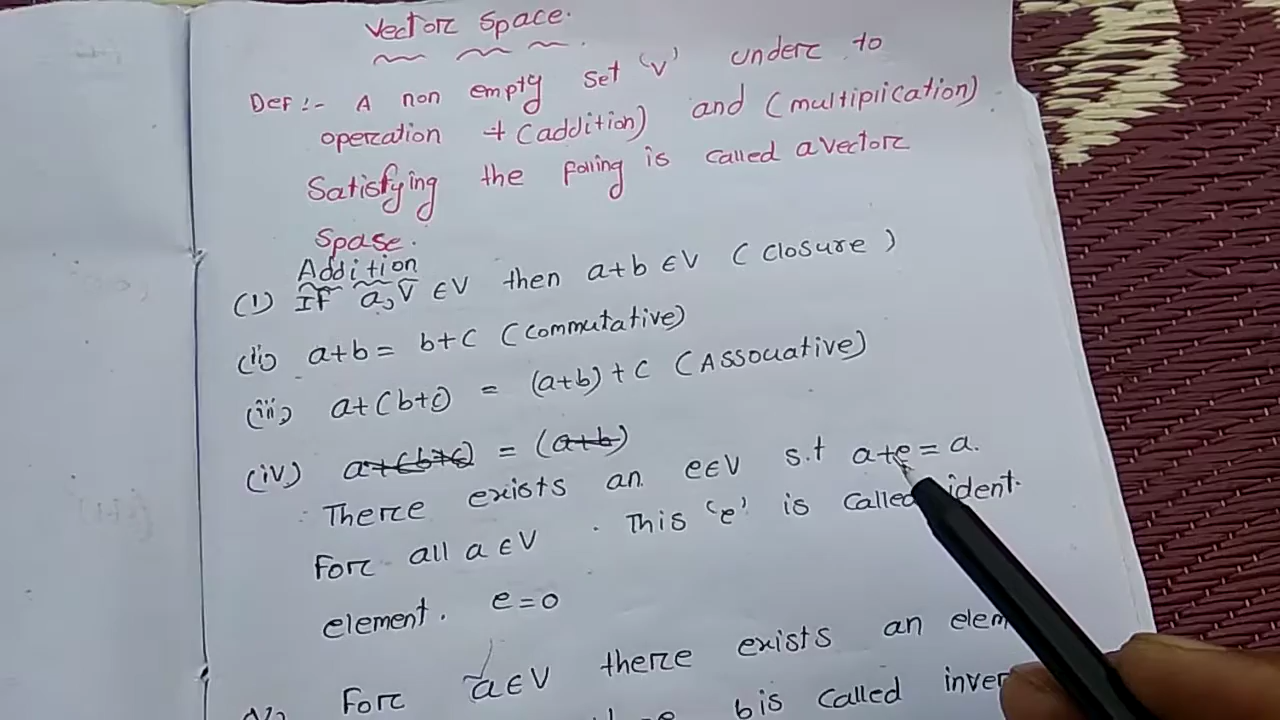 Vector Space.
Def :- A non empty set 'V' under to
operation + (addition) and (multiplication)
Satisfying the folling is called a vector
Spase.
Addition
(i) If a, V ∈V then a+b ∈V (Closure)
(ii) a+b = b+c (Commutative)
(iii) a+(b+c) = (a+b)+c (Assouative)
(iv) a+(b+c) = (a+b)
There exists an e∈V s.t a+e = a.
For all a∈V. This 'e' is called ident
element. e=0
For a∈V there exists an elem
b is called inver